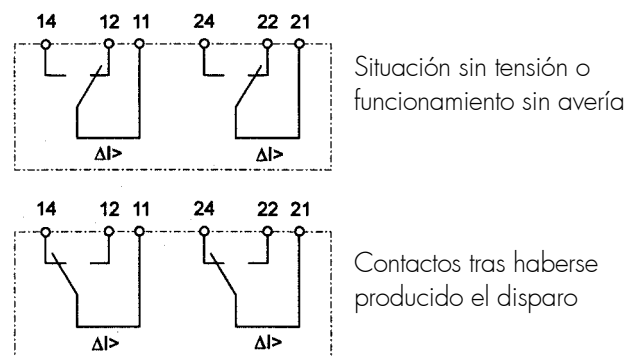 14 12 11 24 22 21
Situación sin tensión o
funcionamiento sin avería
ΔI> ΔI>
14 12 11 24 22 21
Contactos tras haberse
producido el disparo
ΔI> ΔI>